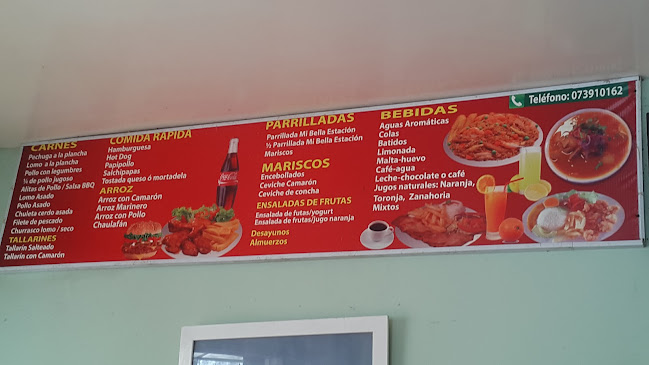 CARNES
Pechuga a la plancha
Lomo a la plancha
Pollo con legumbres
¼ de pollo jugoso
Alitas de Pollo / Salsa BBQ
Lomo Asado
Pollo Asado
Chuleta cerdo asada
Filete de pescado
Churrasco lomo / seco
TALLARINES
Tallarín Salteado
Tallarín con Camarón
COMIDA RAPIDA
Hamburguesa
Hot Dog
Papipollo
Salchipapas
Tostada queso ó mortadela
ARROZ
Arroz con Camarón
Arroz Marinero
Arroz con Pollo
Chaulafán
Coca-Cola
PARRILLADAS
Parrillada Mi Bella Estación
½ Parrillada Mi Bella Estación
Mariscos
MARISCOS
Encebollados
Ceviche Camarón
Ceviche de concha
ENSALADAS DE FRUTAS
Ensalada de futas/yogurt
Ensalada de frutas/jugo naranja
Desayunos
Almuerzos
BEBIDAS
Aguas Aromáticas
Colas
Batidos
Limonada
Malta-huevo
Café-agua
Leche-chocolate o café
Jugos naturales: Naranja,
Toronja, Zanahoria
Mixtos
Teléfono: 073910162